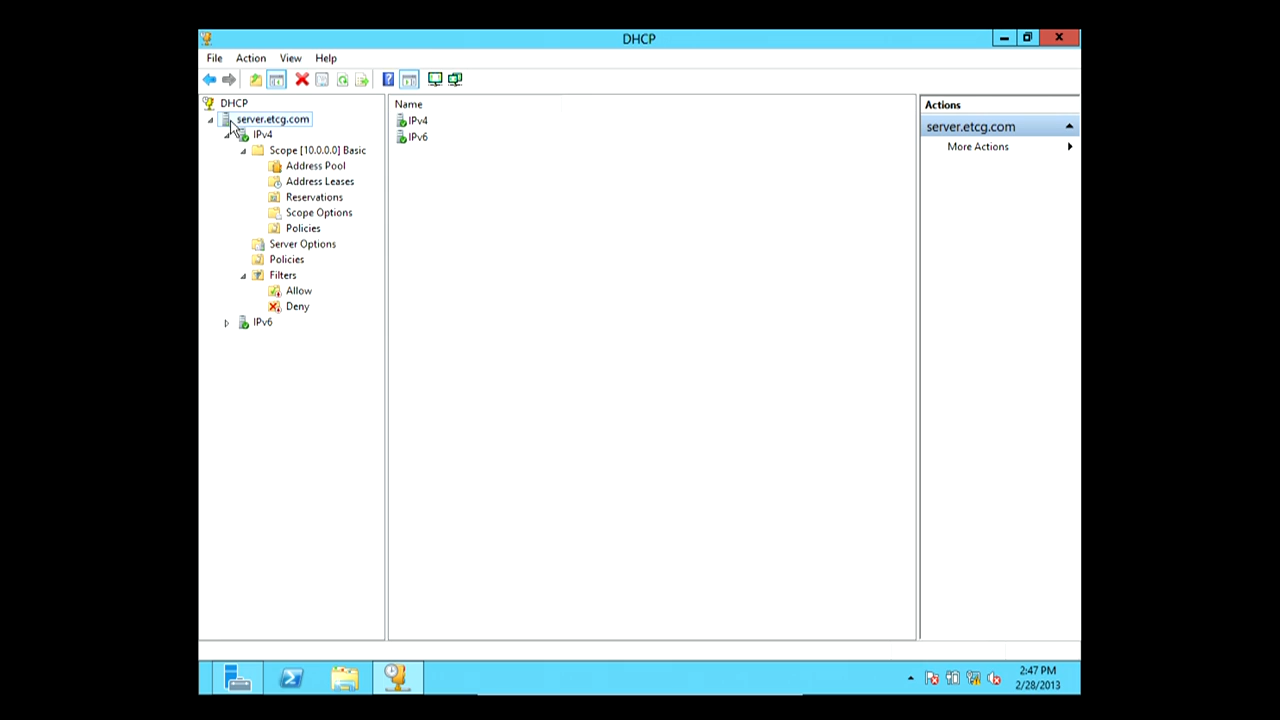 DHCP
File Action View Help
DHCP
server.etcg.com
IPv4
Scope [10.0.0.0] Basic
Address Pool
Address Leases
Reservations
Scope Options
Policies
Server Options
Policies
Filters
Allow
Deny
IPv6
Name
IPv4
IPv6
Actions
server.etcg.com
More Actions
2:47 PM
2/28/2013